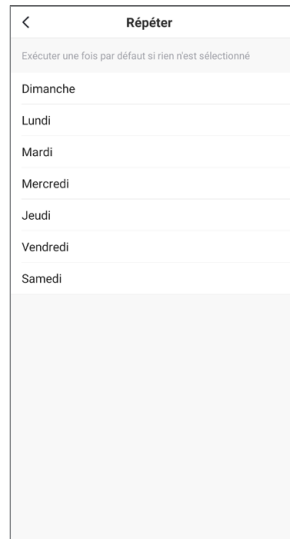 Répéter
Exécuter une fois par défaut si rien n'est sélectionné
Dimanche
Lundi
Mardi
Mercredi
Jeudi
Vendredi
Samedi